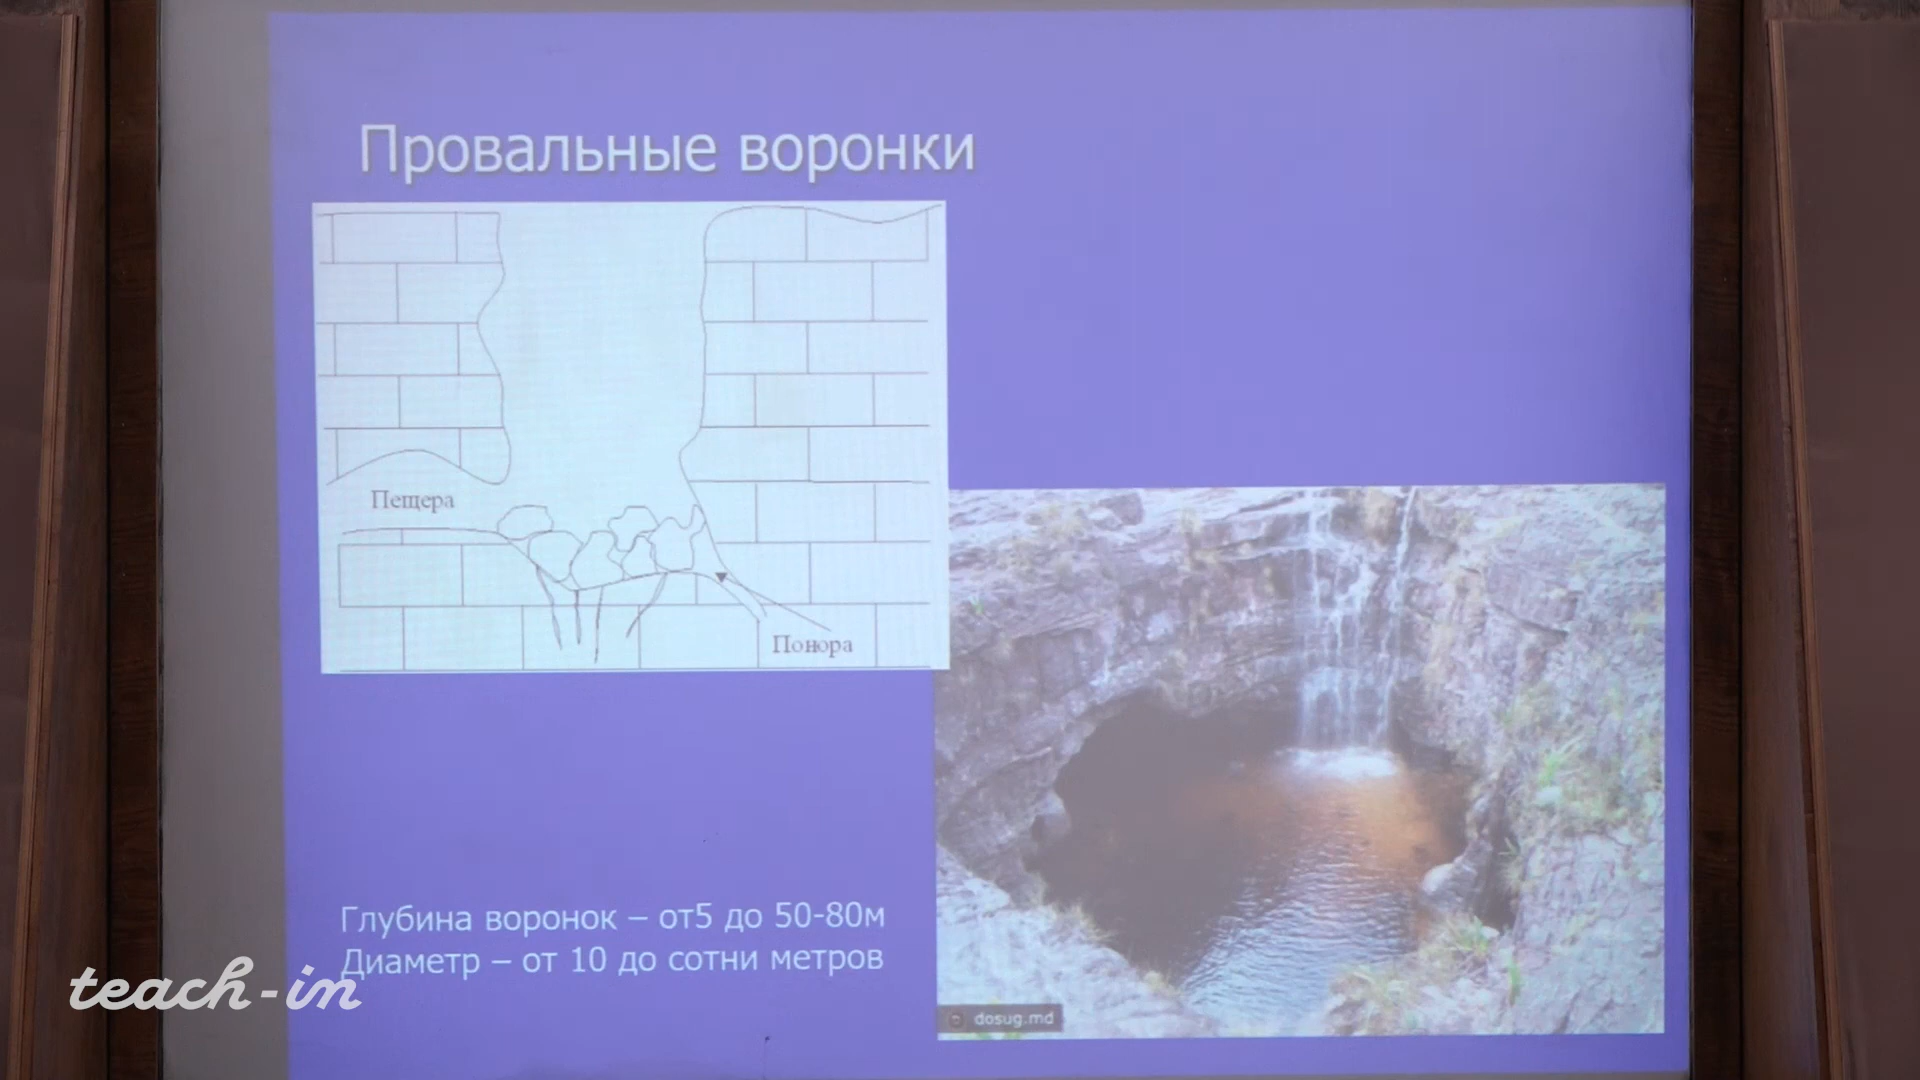 Провальные воронки
Пещера
Понора
Глубина воронок – от5 до 50-80м
Диаметр – от 10 до сотни метров
teach-in
dosug.md